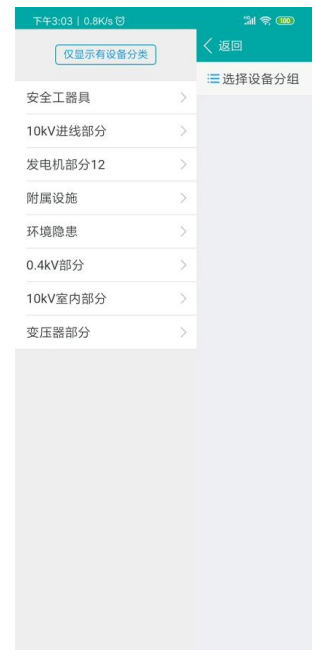 下午3:03 | 0.8K/s
100
返回
仅显示有设备分类
选择设备分组
安全工器具
10kV进线部分
发电机部分12
附属设施
环境隐患
0.4kV部分
10kV室内部分
变压器部分